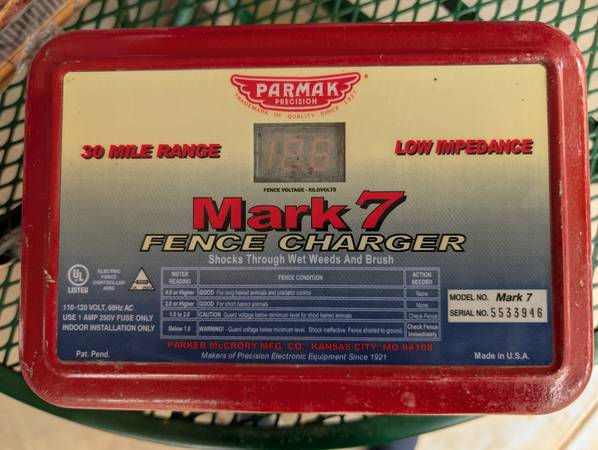 PARMAK
PRECISION
TRADEMARK OF QUALITY SINCE 1921
30 MILE RANGE
LOW IMPEDANCE
FENCE VOLTAGE - KILOVOLTS
Mark 7
FENCE CHARGER
Shocks Through Wet Weeds And Brush
UL
LISTED
ELECTRIC
FENCE
CONTROLLER
110-120 VOLT, 60Hz AC
USE 1 AMP 250V FUSE ONLY
INDOOR INSTALLATION ONLY
METER READING FENCE CONDITION ACTION NEEDED
4.0 or Higher GOOD For long haired animals and predator control None
2.0 or Higher GOOD For short haired animals None
1.0 to 2.0 CAUTION Guard voltage below minimum level for short haired animals Check Fence
Below 1.0 WARNING! - Guard voltage below minimum level. Shock ineffective. Fence shorted to ground. Check Fence Immediately
MODEL NO. Mark 7
SERIAL NO. 5533946
PARKER McCRORY MFG. CO., KANSAS CITY, MO 64108
Pat. Pend.
Makers of Precision Electronic Equipment Since 1921
Made in U.S.A.